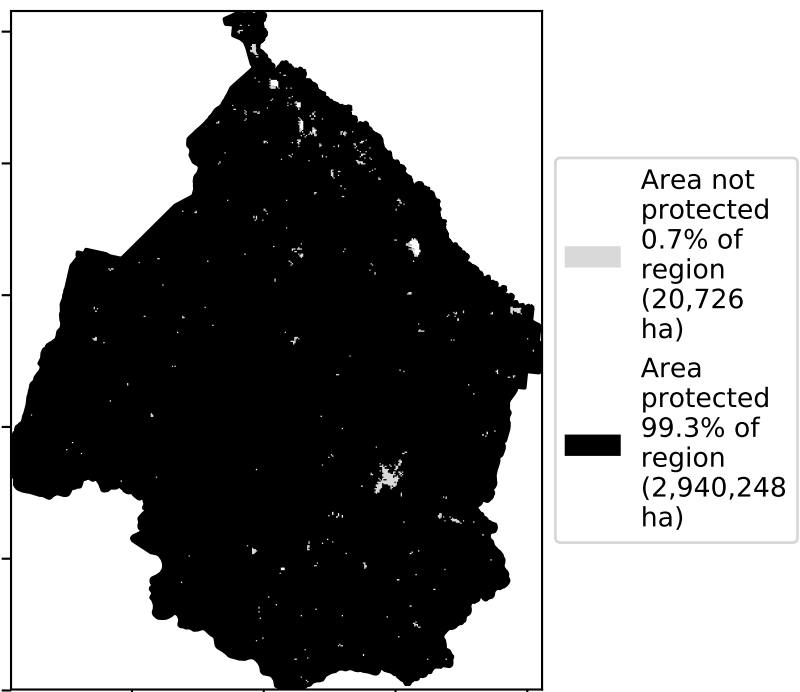 Area not
protected
0.7% of
region
(20,726
ha)
Area
protected
99.3% of
region
(2,940,248
ha)